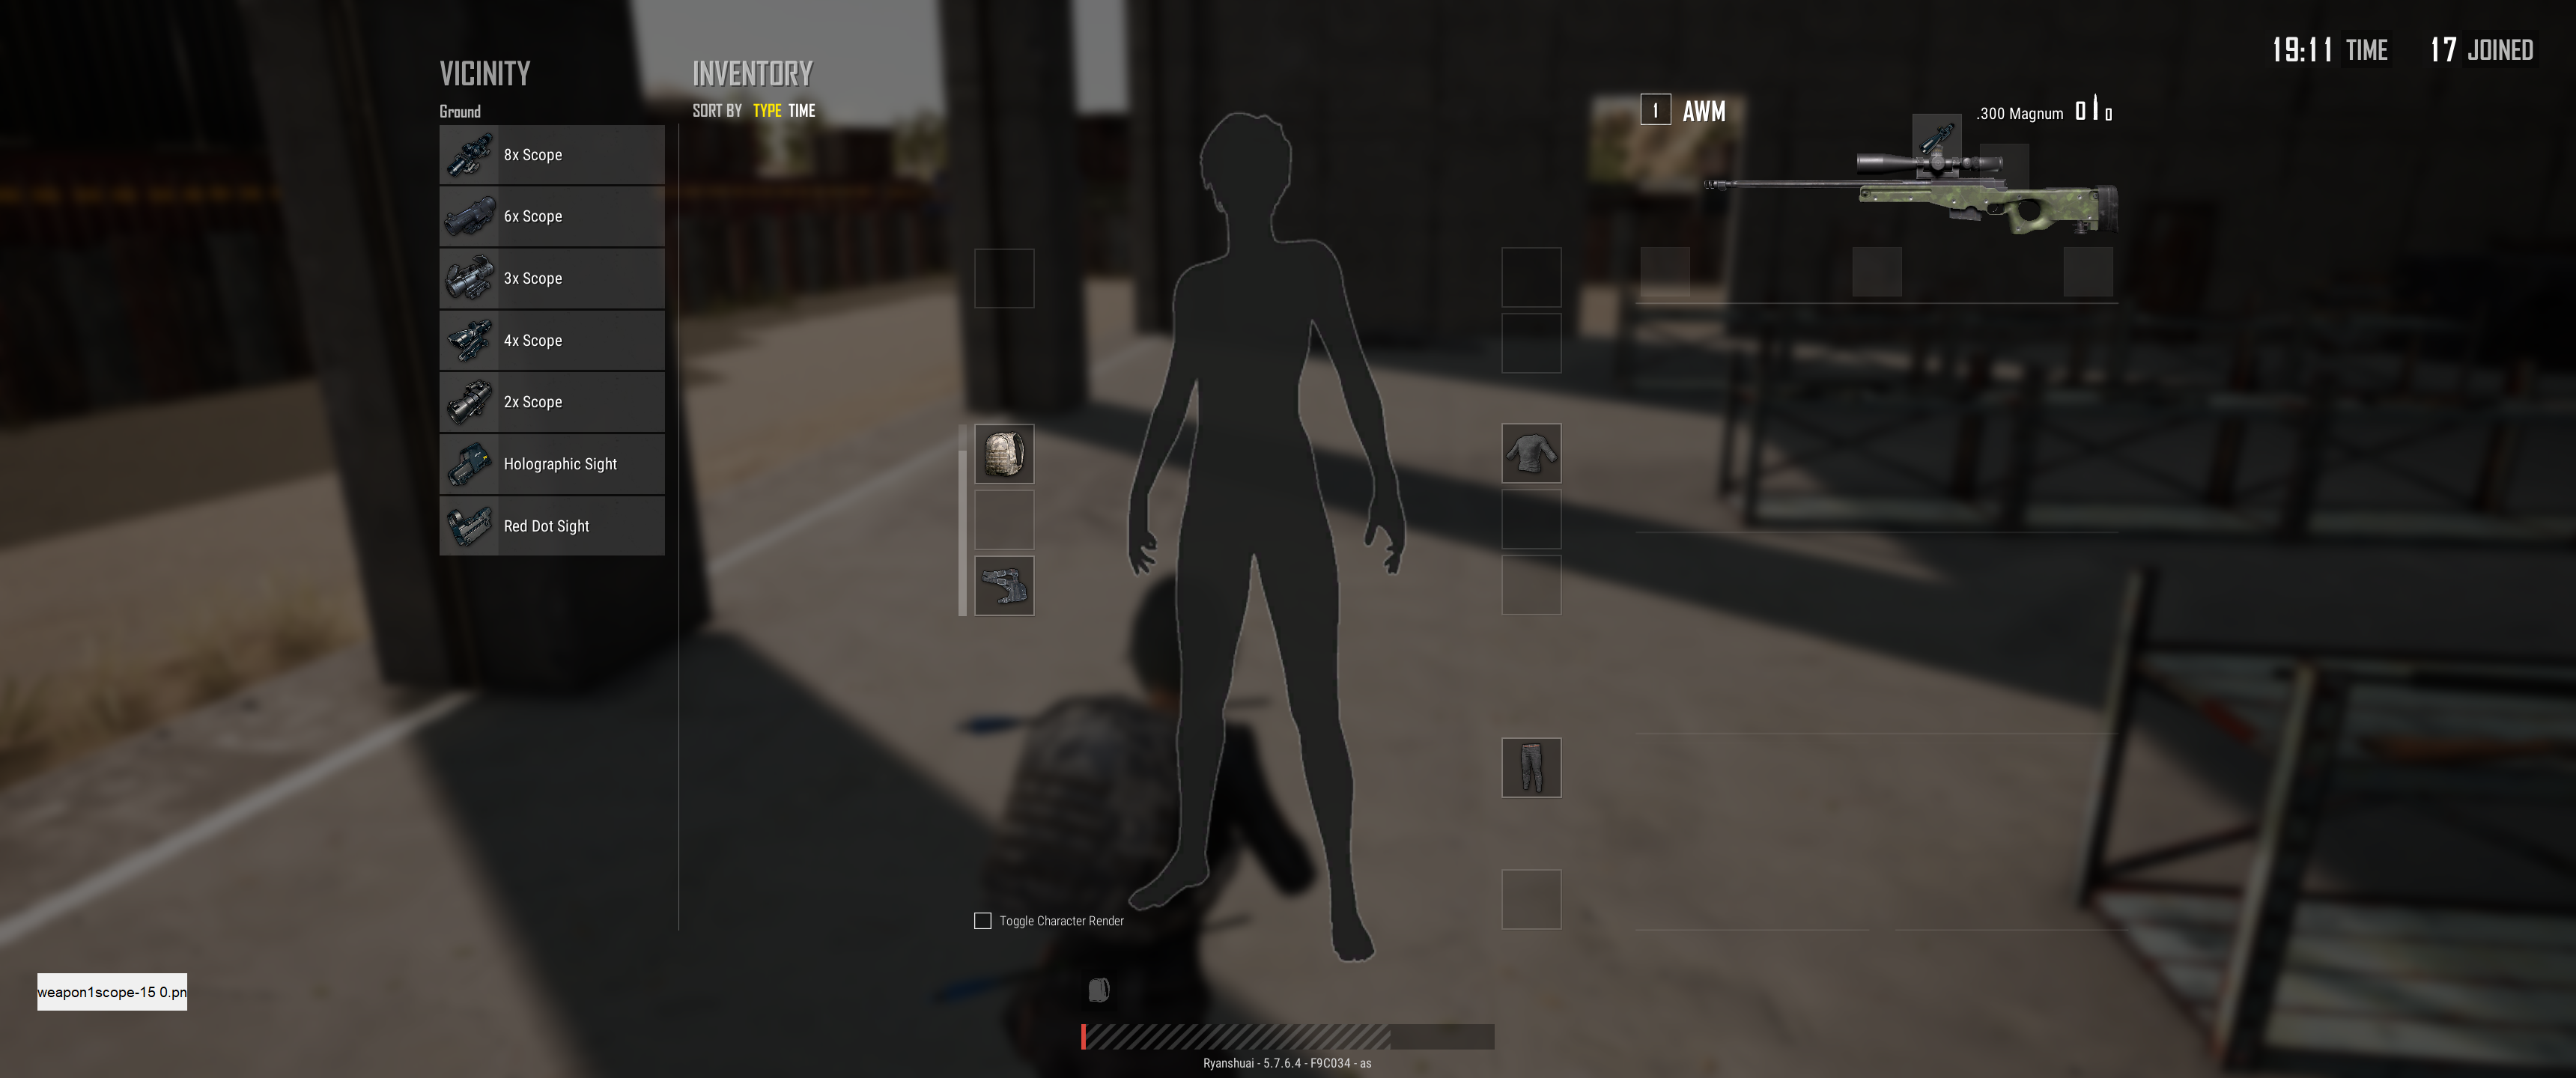 VICINITY
Ground
8x Scope
6x Scope
3x Scope
4x Scope
2x Scope
Holographic Sight
Red Dot Sight
INVENTORY
SORT BY TYPE TIME
19:11 TIME 17 JOINED
1 AWM .300 Magnum 0 0
Toggle Character Render
weapon1scope-15 0.pn
Ryanshuai - 5.7.6.4 - F9C034 - as